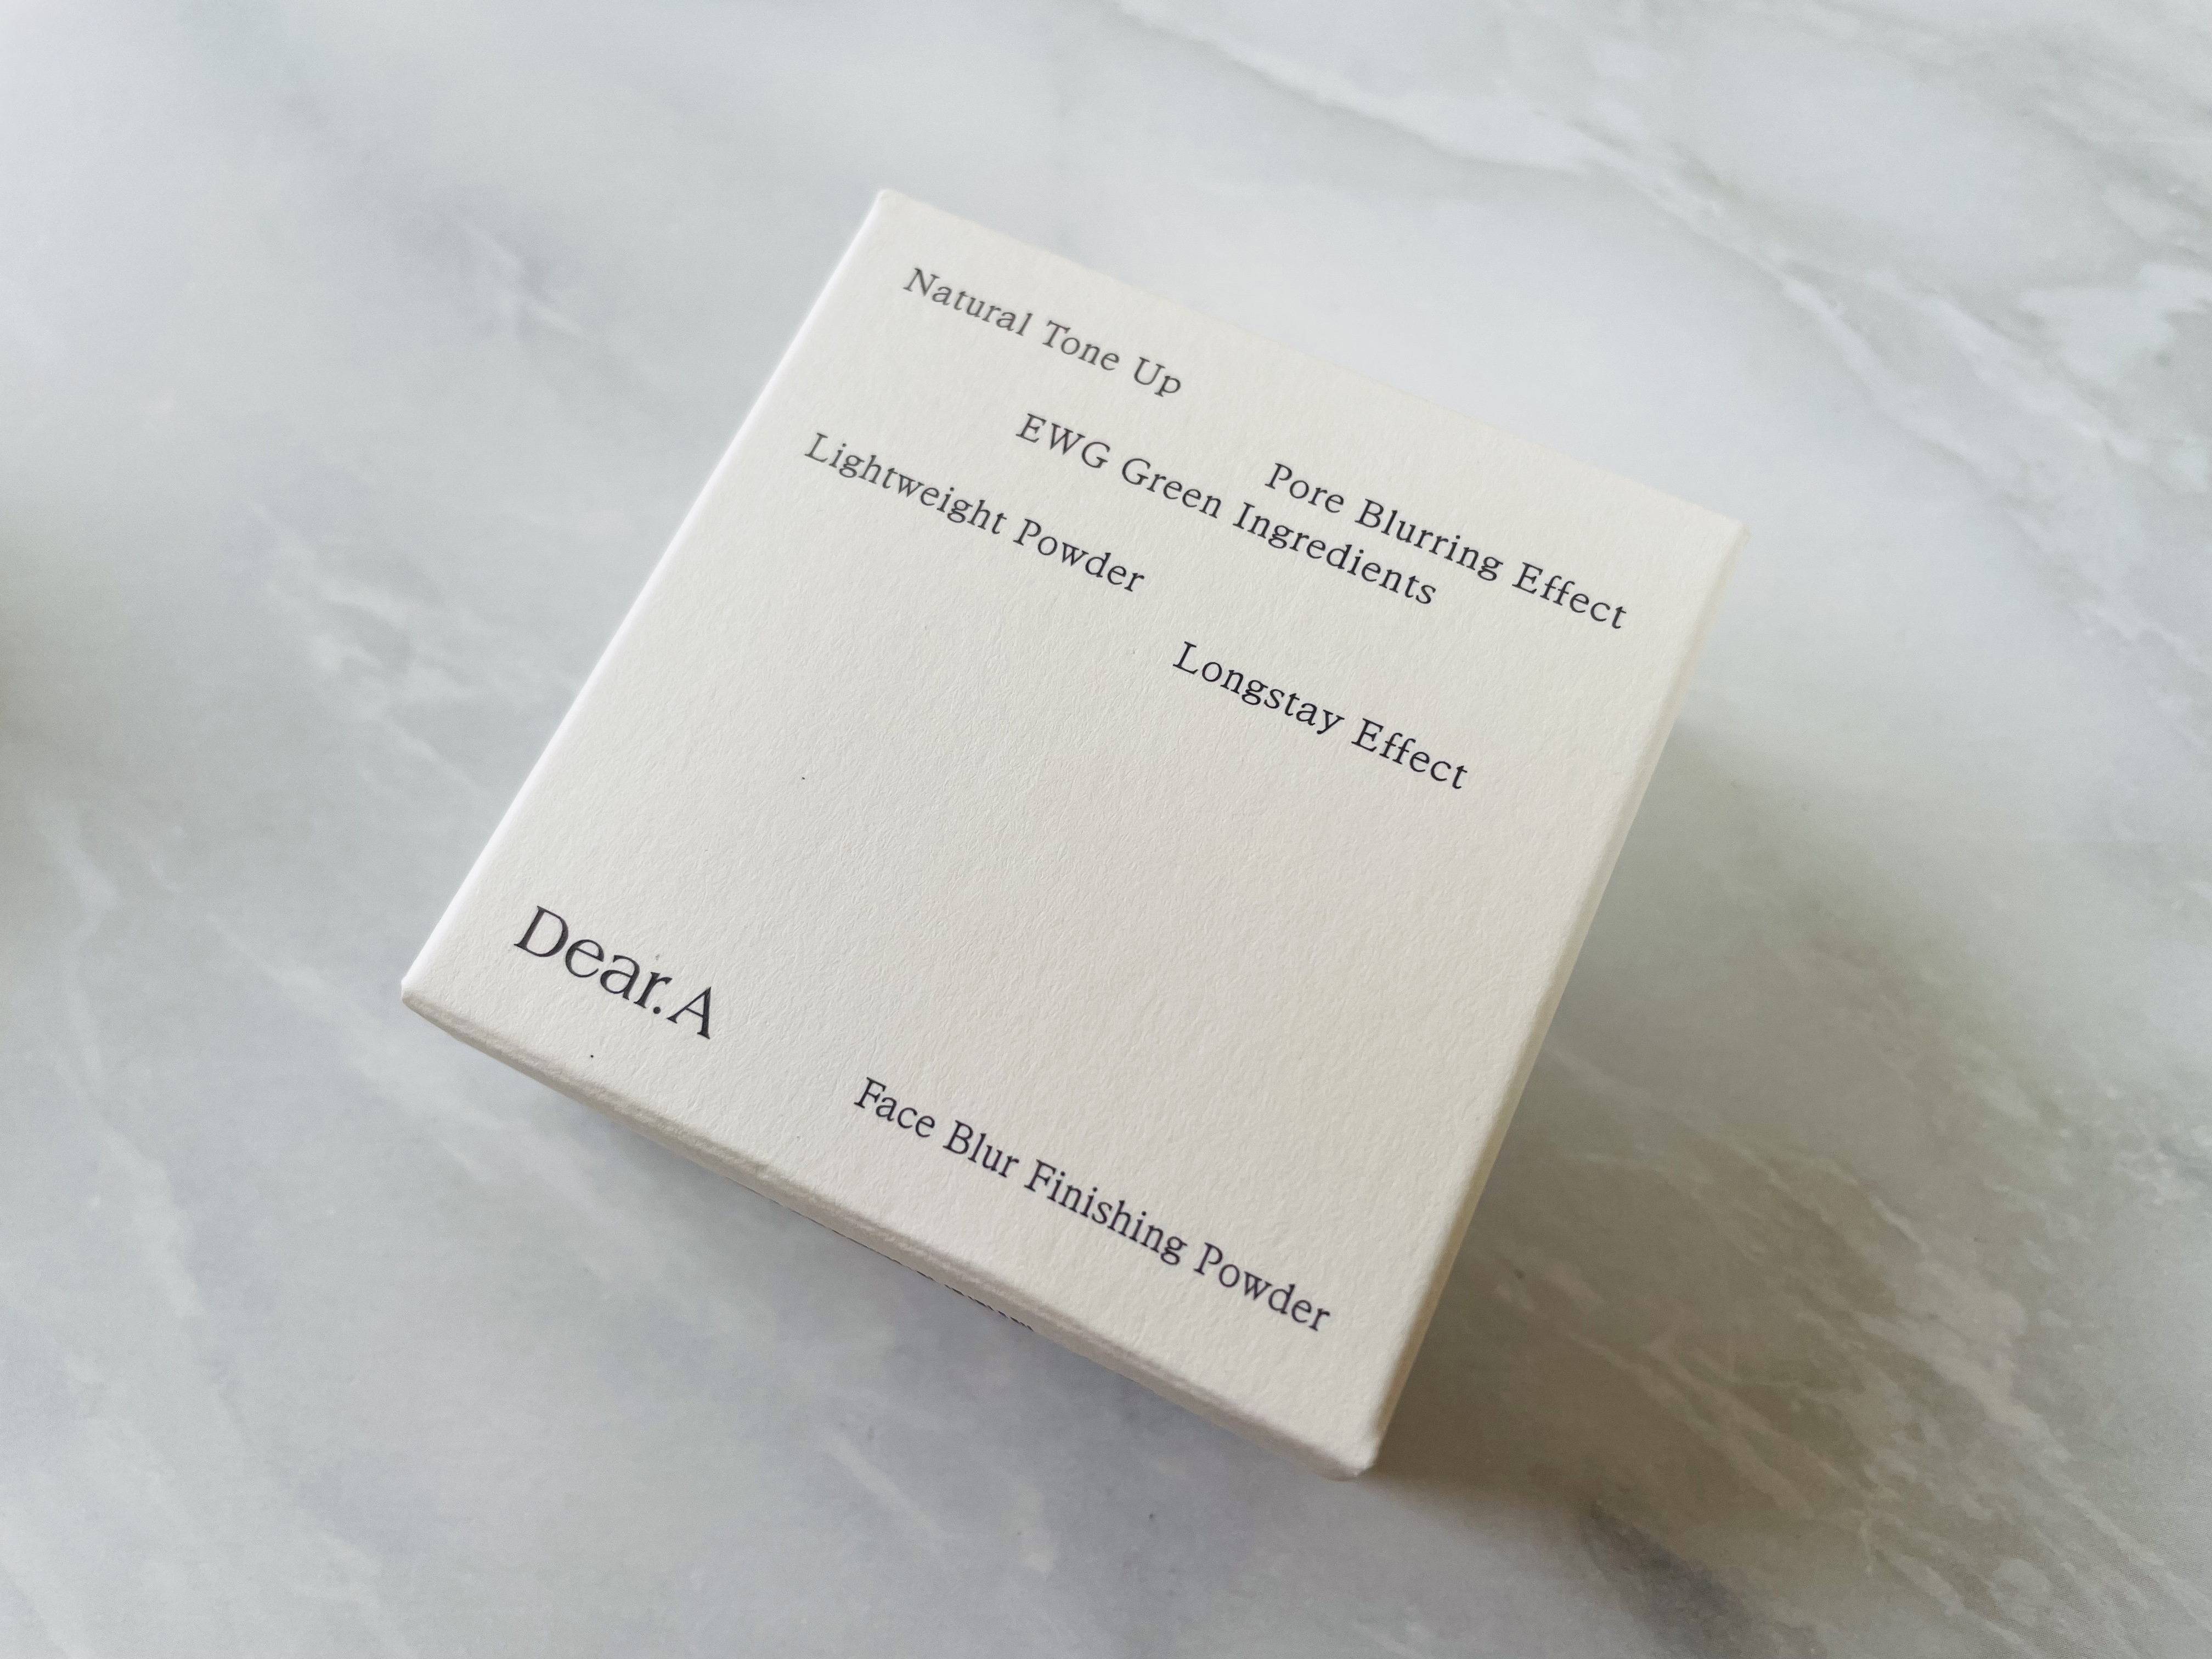 Natural Tone Up
Pore Blurring Effect
EWG Green Ingredients
Lightweight Powder
Longstay Effect
Dear.A
Face Blur Finishing Powder